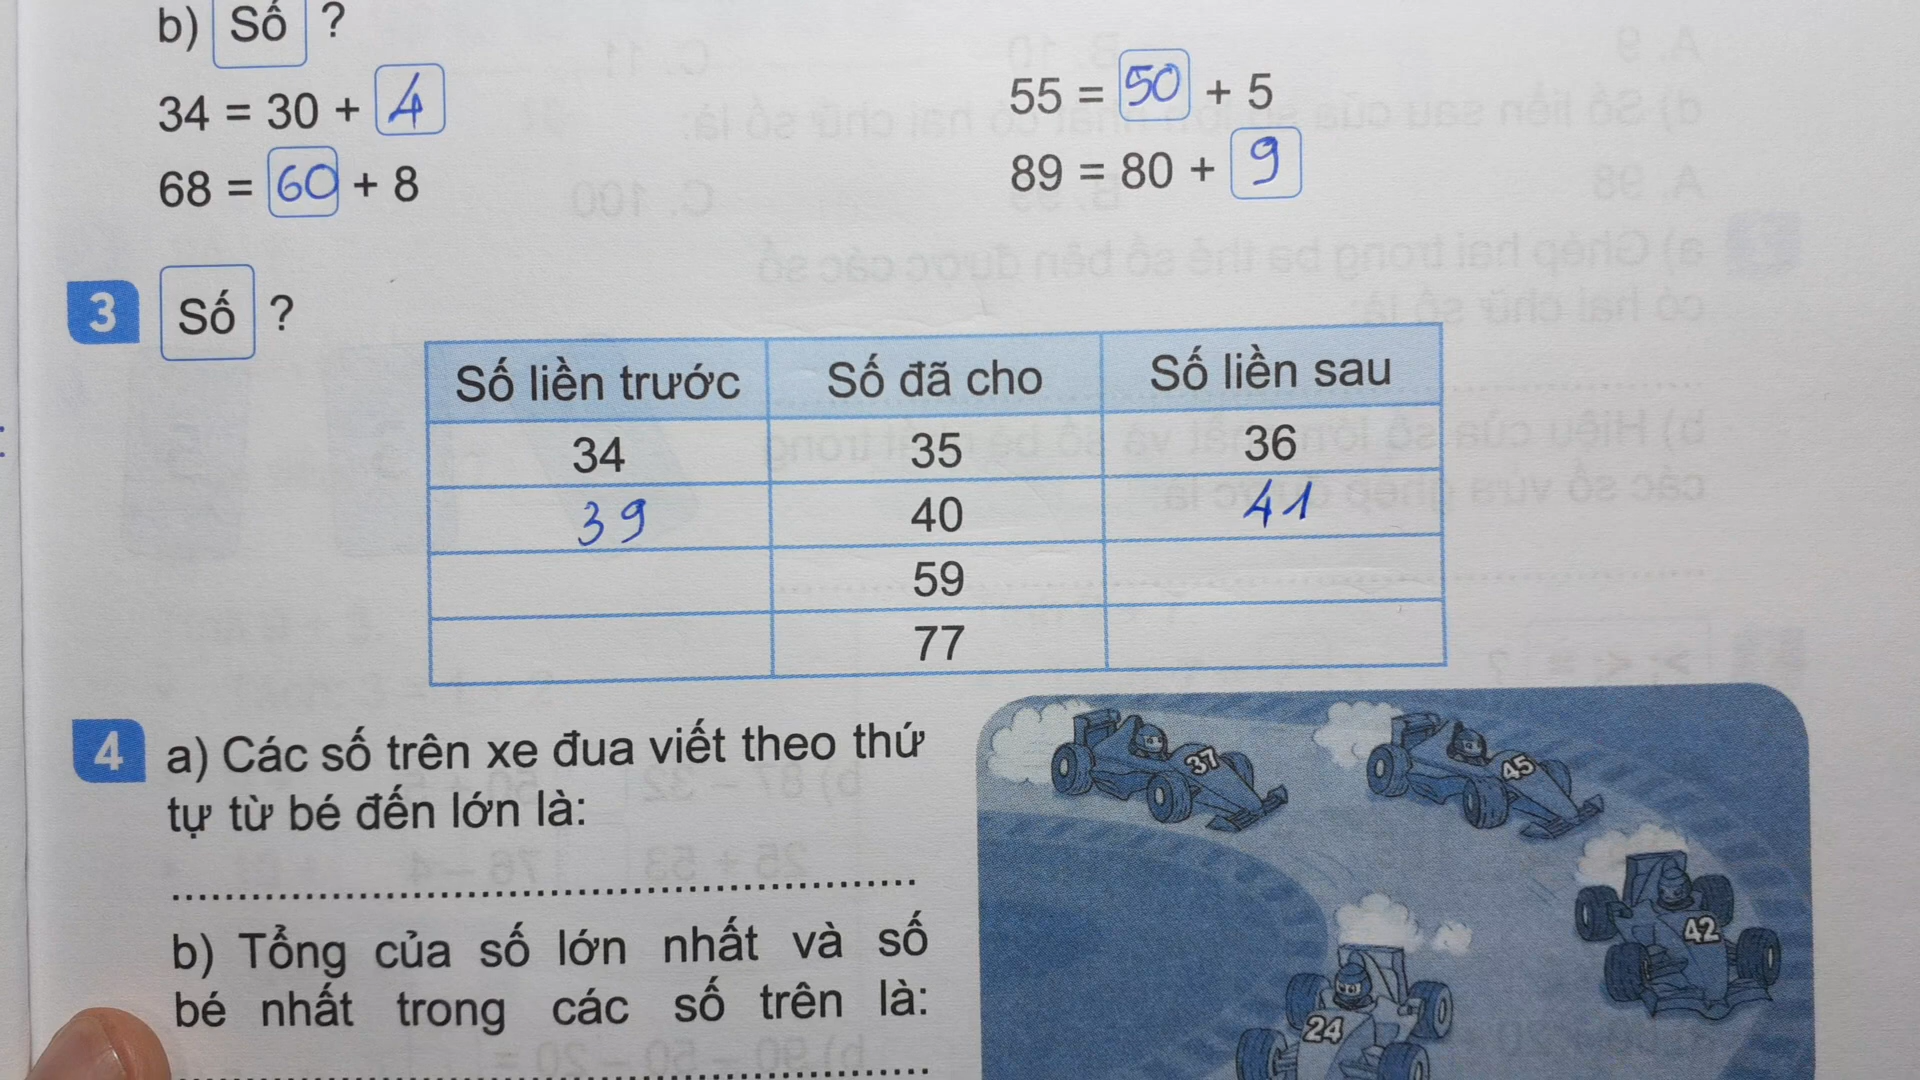 b) Số ?
34 = 30 + 4
55 = 50 + 5
68 = 60 + 8
89 = 80 + 9
3 Số ?
Số liền trước Số đã cho Số liền sau
34 35 36
39 40 41
59
77
4 a) Các số trên xe đua viết theo thứ
tự từ bé đến lớn là:
37 45
42
24
b) Tổng của số lớn nhất và số
bé nhất trong các số trên là: